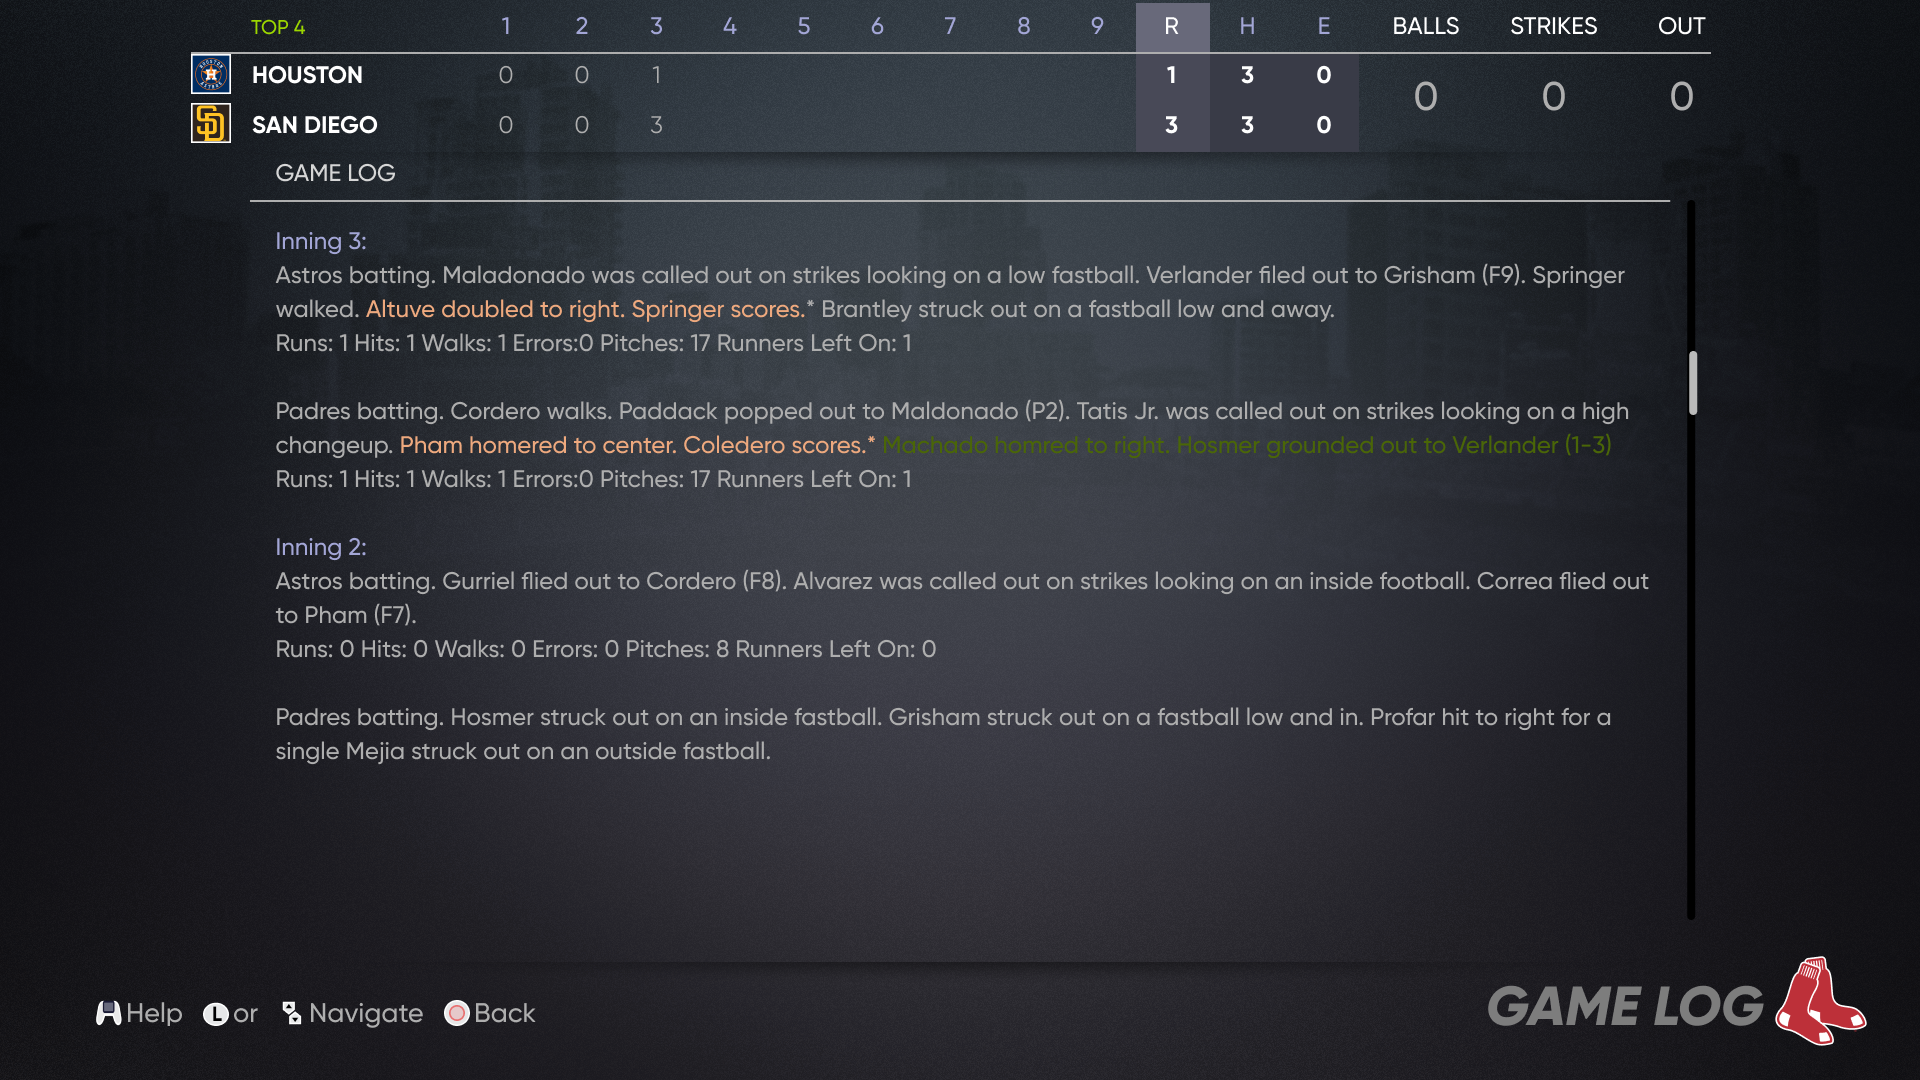 TOP 4 1 2 3 4 5 6 7 8 9 R H E BALLS STRIKES OUT
HOUSTON 0 0 1 1 3 0
0 0 0
SAN DIEGO 0 0 3 3 3 0
GAME LOG
Inning 3:
Astros batting. Maladonado was called out on strikes looking on a low fastball. Verlander filed out to Grisham (F9). Springer
walked. Altuve doubled to right. Springer scores.* Brantley struck out on a fastball low and away.
Runs: 1 Hits: 1 Walks: 1 Errors:0 Pitches: 17 Runners Left On: 1
Padres batting. Cordero walks. Paddack popped out to Maldonado (P2). Tatis Jr. was called out on strikes looking on a high
changeup. Pham homered to center. Coledero scores.* Machado homred to right. Hosmer grounded out to Verlander (1-3)
Runs: 1 Hits: 1 Walks: 1 Errors:0 Pitches: 17 Runners Left On: 1
Inning 2:
Astros batting. Gurriel flied out to Cordero (F8). Alvarez was called out on strikes looking on an inside football. Correa flied out
to Pham (F7).
Runs: 0 Hits: 0 Walks: 0 Errors: 0 Pitches: 8 Runners Left On: 0
Padres batting. Hosmer struck out on an inside fastball. Grisham struck out on a fastball low and in. Profar hit to right for a
single Mejia struck out on an outside fastball.
Help L or Navigate Back
GAME LOG